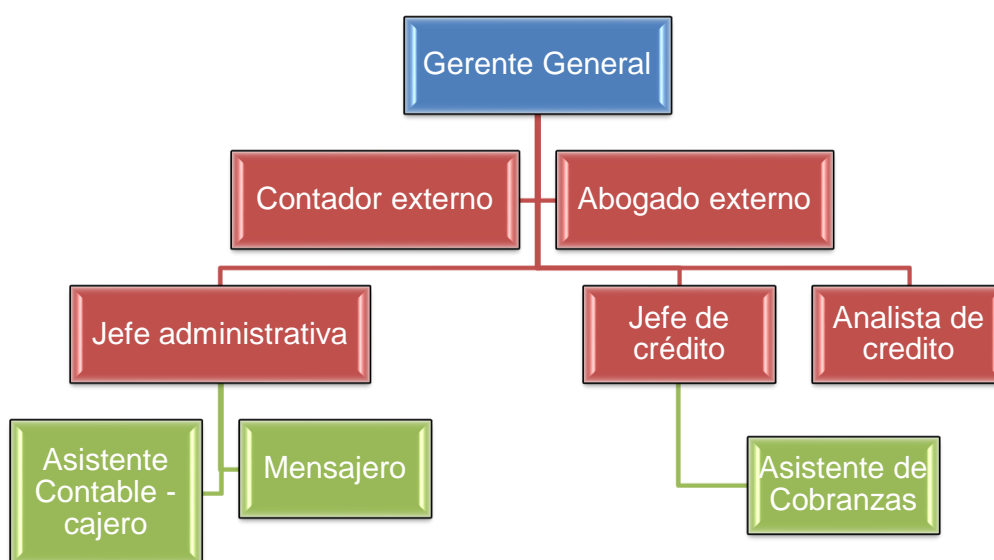 Gerente General
Contador externo
Abogado externo
Jefe administrativa
Jefe de
crédito
Analista de
credito
Asistente
Contable -
cajero
Mensajero
Asistente de
Cobranzas